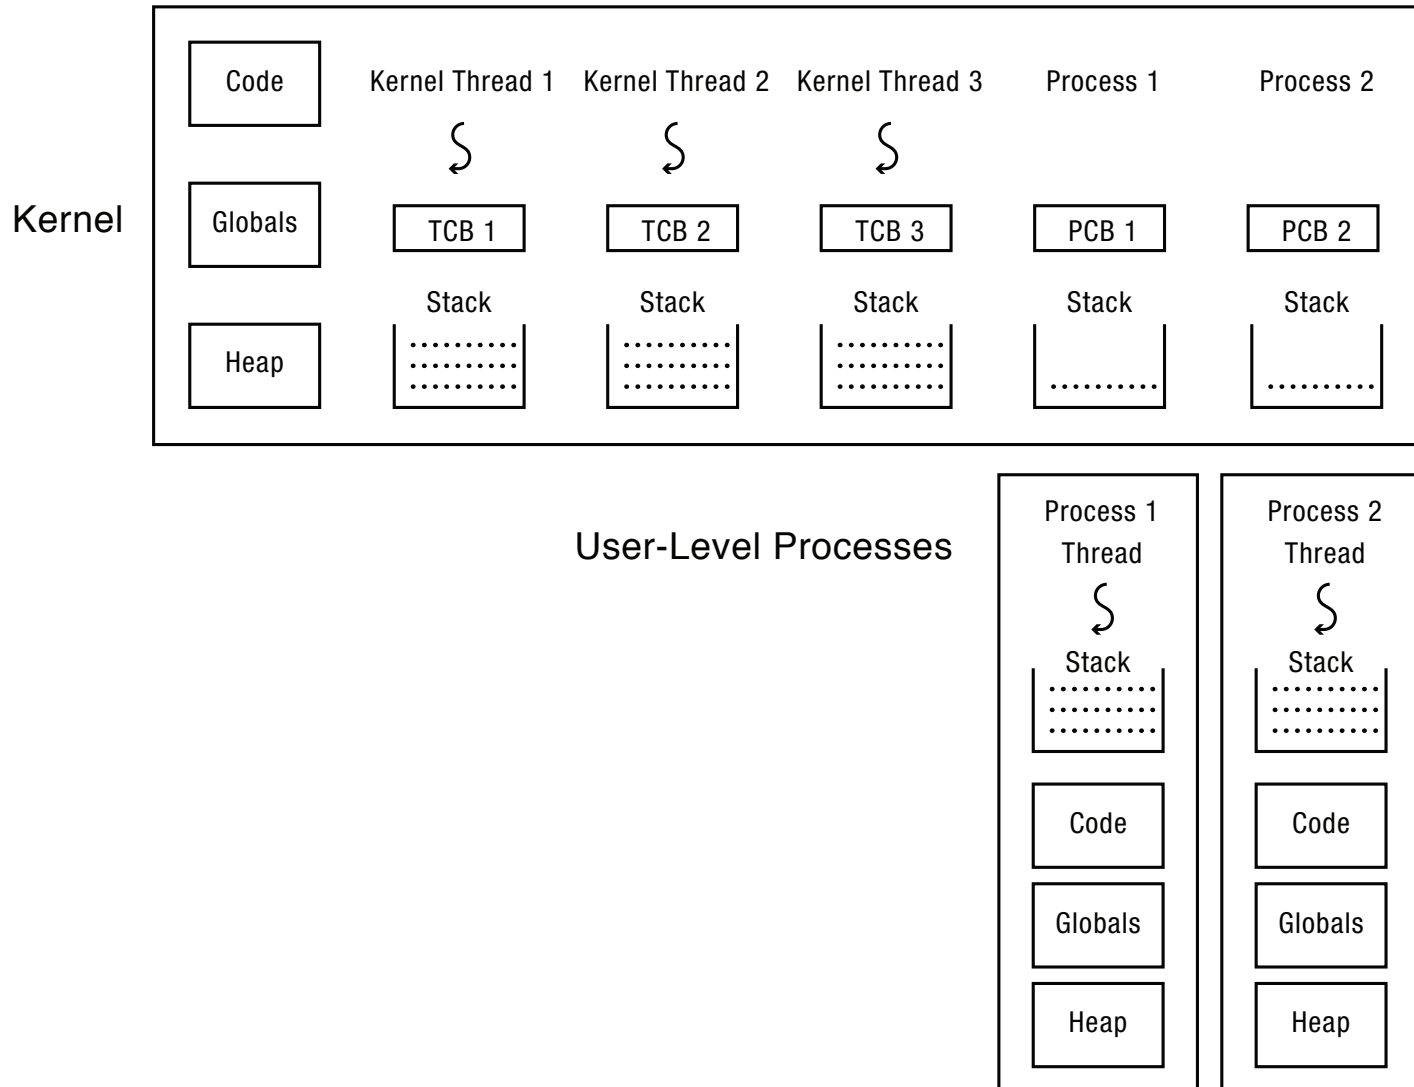 Code
Kernel Thread 1
Kernel Thread 2
Kernel Thread 3
Process 1
Process 2
Kernel
Globals
TCB 1
TCB 2
TCB 3
PCB 1
PCB 2
Stack
Stack
Stack
Stack
Stack
Heap
User-Level Processes
Process 1
Thread
Stack
Code
Globals
Heap
Process 2
Thread
Stack
Code
Globals
Heap